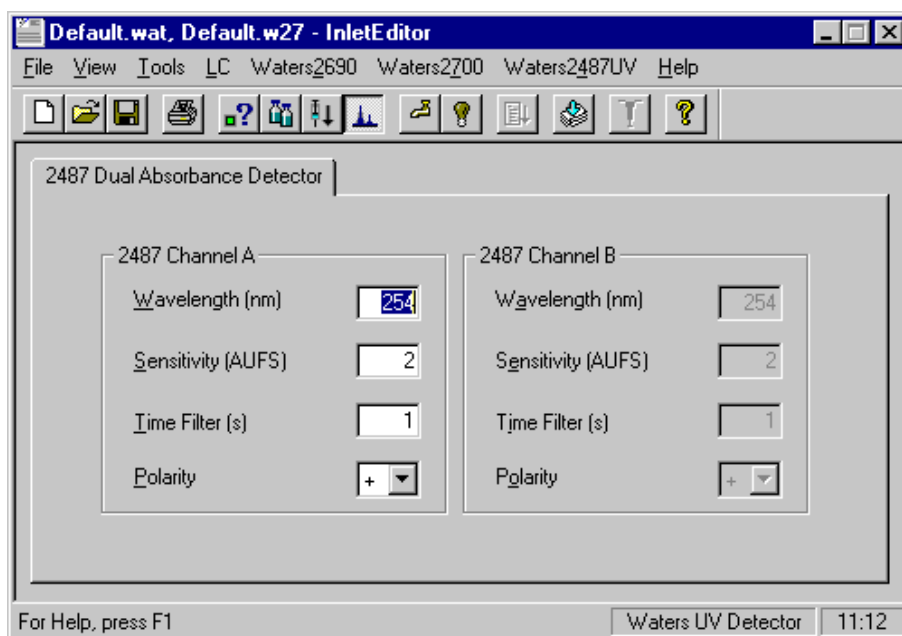 Default.wat, Default.w27 - InletEditor
File View Tools LC Waters2690 Waters2700 Waters2487UV Help
2487 Dual Absorbance Detector
2487 Channel A
Wavelength (nm) 254
Sensitivity (AUFS) 2
Time Filter (s) 1
Polarity +
2487 Channel B
Wavelength (nm) 254
Sensitivity (AUFS) 2
Time Filter (s) 1
Polarity +
For Help, press F1 Waters UV Detector 11:12